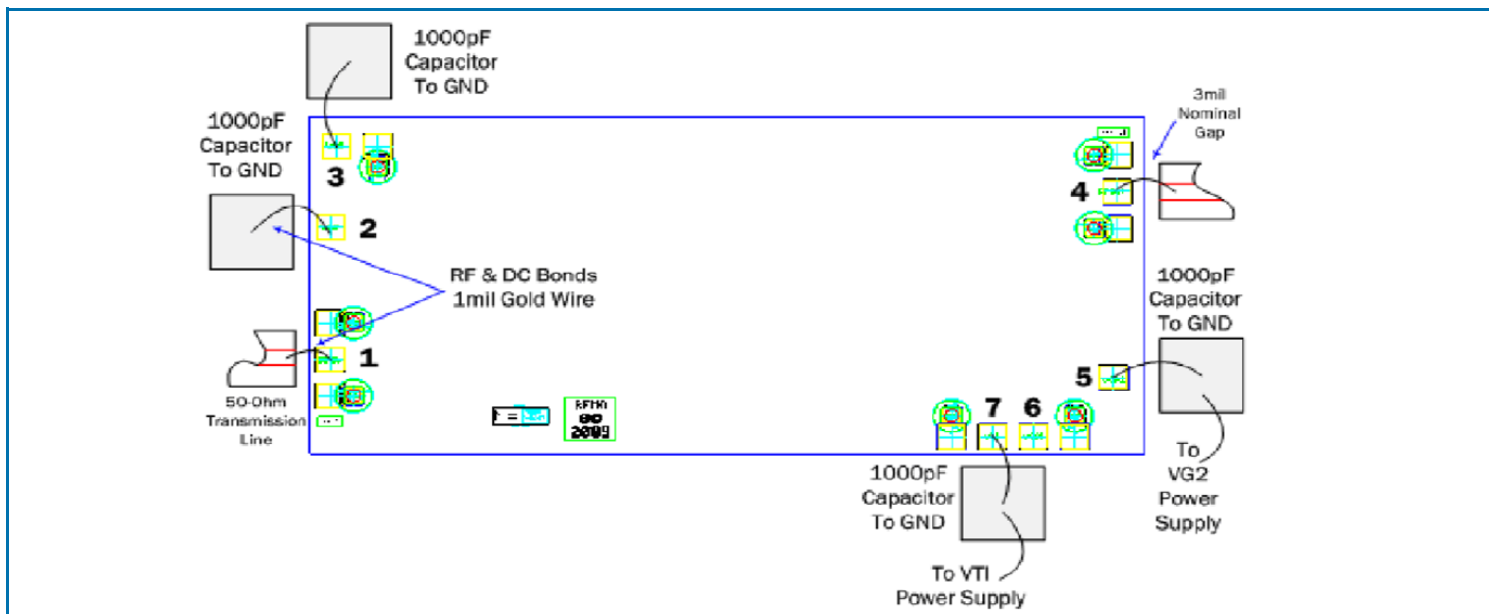 1000pF
Capacitor
To GND
1000pF
Capacitor
To GND
3mil
Nominal
Gap
3
2
4
RF & DC Bonds
1mil Gold Wire
1000pF
Capacitor
To GND
1
5
50-Ohm
Transmission
Line
2009
7 6
1000pF
Capacitor
To GND
To
VG2
Power
Supply
To VTI
Power Supply